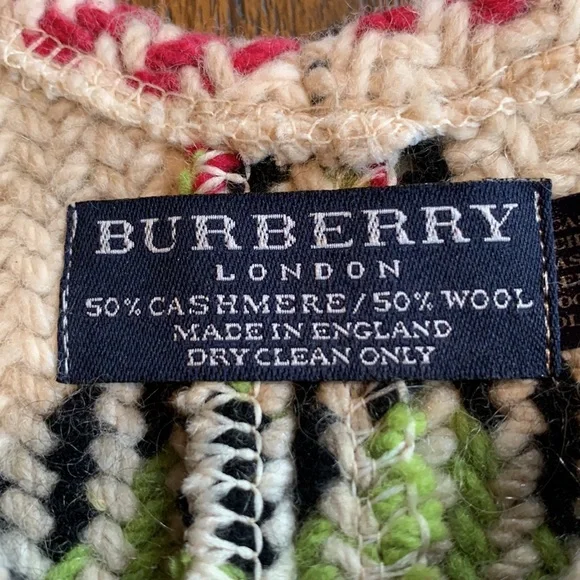 BURBERRY
LONDON
50% CASHMERE/50% WOOL
MADE IN ENGLAND
DRY CLEAN ONLY